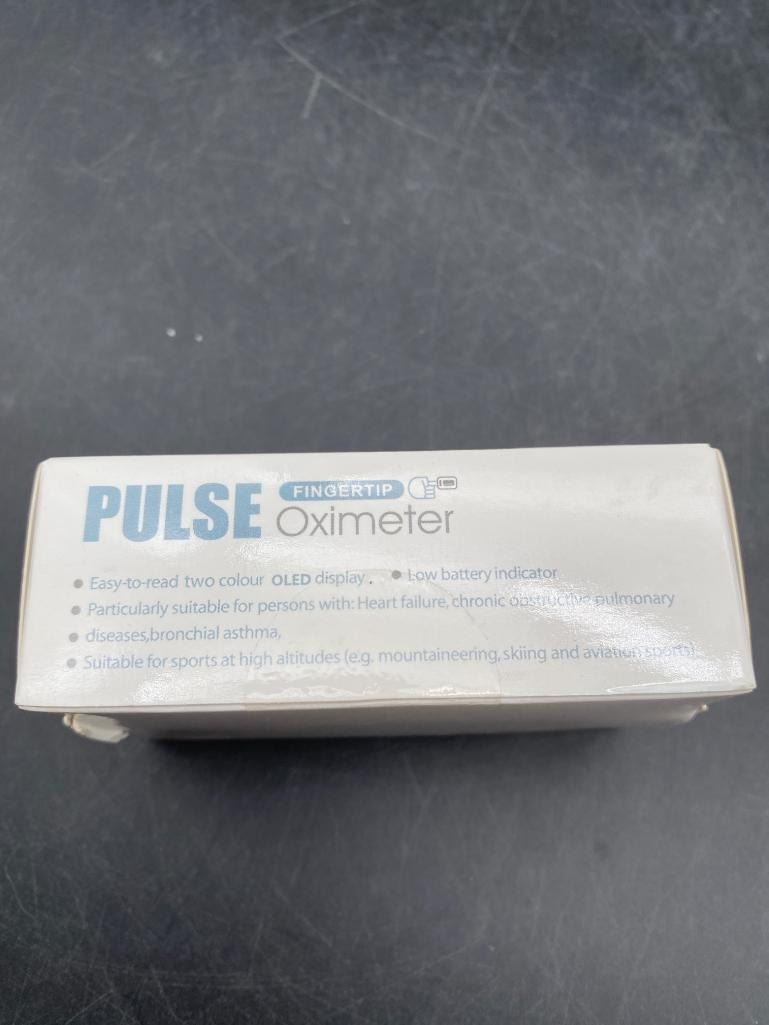 PULSE FINGERTIP
Oximeter
• Easy-to-read two colour OLED display . • Low battery indicator
• Particularly suitable for persons with: Heart failure, chronic obstructive pulmonary
• diseases,bronchial asthma,
• Suitable for sports at high altitudes (e.g. mountaineering, skiing and aviation sports).